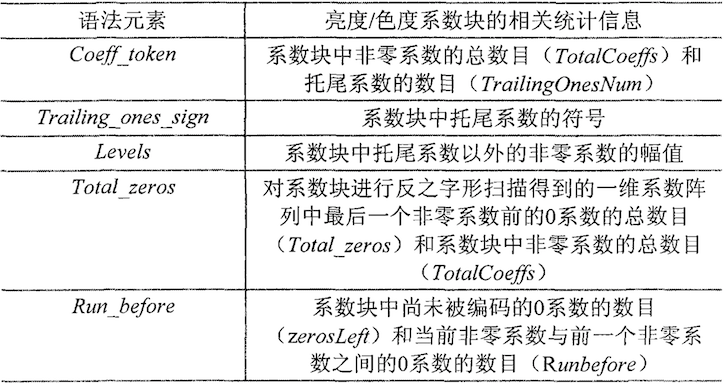 语法元素	亮度/色度系数块的相关统计信息
Coeff_token	系数块中非零系数的总数目（TotalCoeffs）和
托尾系数的数目（TrailingOnesNum）
Trailing_ones_sign	系数块中托尾系数的符号
Levels	系数块中托尾系数以外的非零系数的幅值
Total_zeros	对系数块进行反之字形扫描得到的一维系数阵
列中最后一个非零系数前的0系数的总数目
（Total_zeros）和系数块中非零系数的总数目
（TotalCoeffs）
Run_before	系数块中尚未被编码的0系数的数目
（zerosLeft）和当前非零系数与前一个非零系
数之间的0系数的数目（Runbefore）